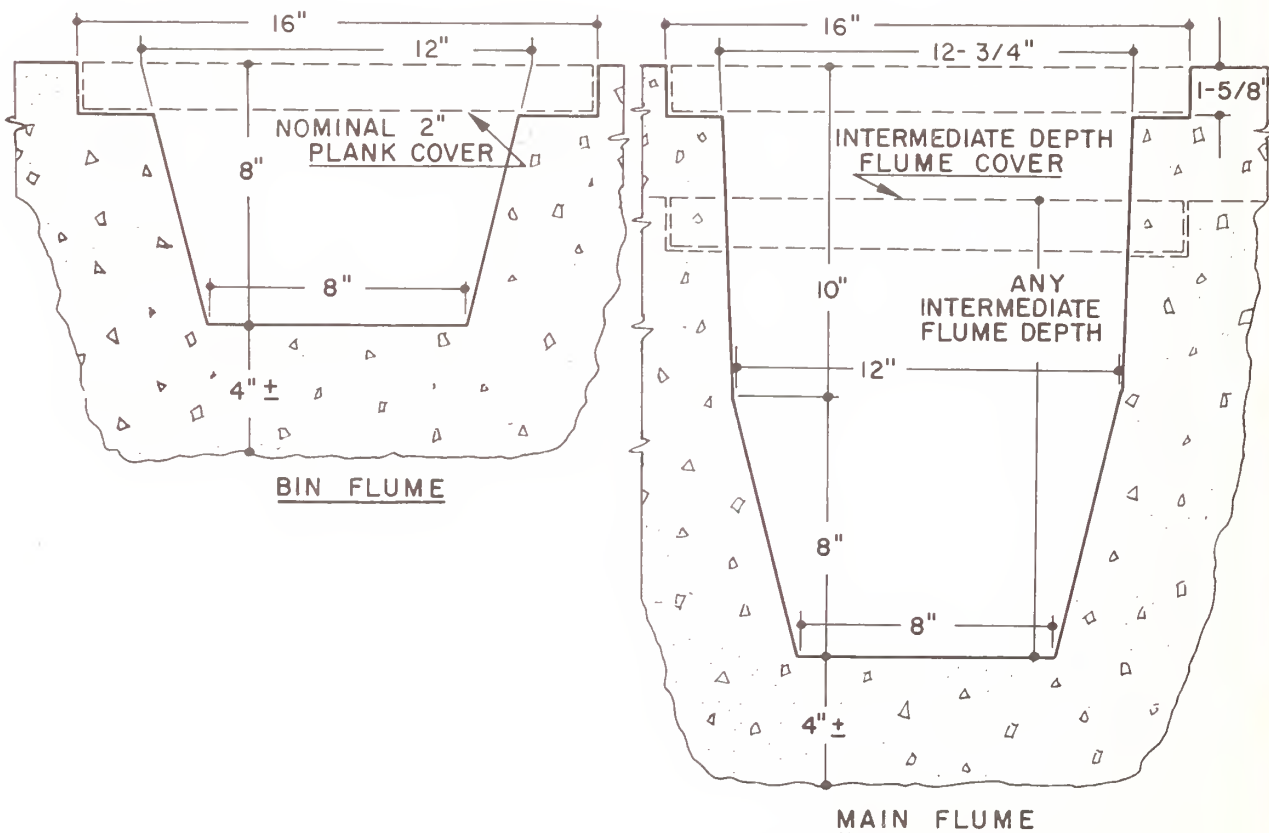 16"
12"
NOMINAL 2"
PLANK COVER
8"
8"
4" ±
BIN FLUME
16"
12-3/4"
1-5/8"
INTERMEDIATE DEPTH
FLUME COVER
10"
ANY
INTERMEDIATE
FLUME DEPTH
12"
8"
8"
4" ±
MAIN FLUME